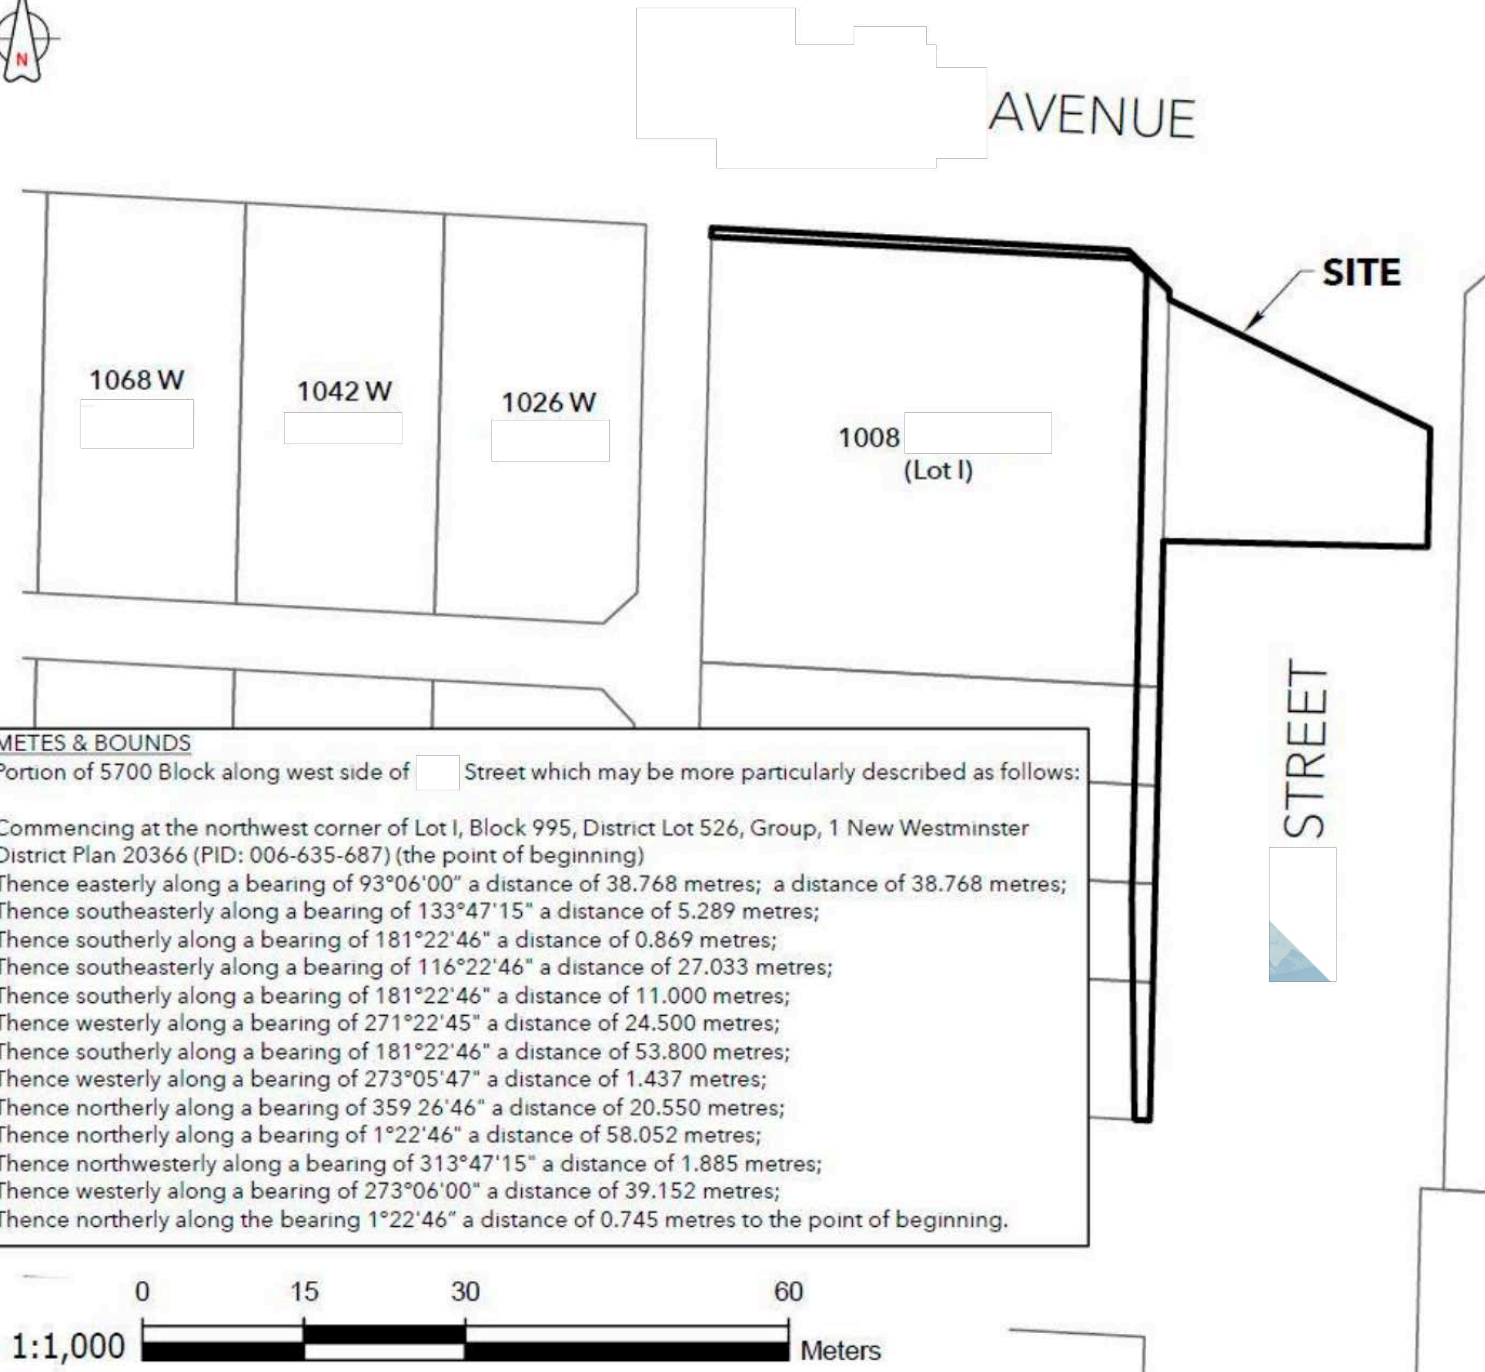 N
AVENUE
SITE
1068 W
1042 W
1026 W
1008
(Lot I)
STREET
METES & BOUNDS
Portion of 5700 Block along west side of Street which may be more particularly described as follows:
Commencing at the northwest corner of Lot I, Block 995, District Lot 526, Group, 1 New Westminster
District Plan 20366 (PID: 006-635-687) (the point of beginning)
Thence easterly along a bearing of 93°06'00" a distance of 38.768 metres; a distance of 38.768 metres;
Thence southeasterly along a bearing of 133°47'15" a distance of 5.289 metres;
Thence southerly along a bearing of 181°22'46" a distance of 0.869 metres;
Thence southeasterly along a bearing of 116°22'46" a distance of 27.033 metres;
Thence southerly along a bearing of 181°22'46" a distance of 11.000 metres;
Thence westerly along a bearing of 271°22'45" a distance of 24.500 metres;
Thence southerly along a bearing of 181°22'46" a distance of 53.800 metres;
Thence westerly along a bearing of 273°05'47" a distance of 1.437 metres;
Thence northerly along a bearing of 359 26'46" a distance of 20.550 metres;
Thence northerly along a bearing of 1°22'46" a distance of 58.052 metres;
Thence northwesterly along a bearing of 313°47'15" a distance of 1.885 metres;
Thence westerly along a bearing of 273°06'00" a distance of 39.152 metres;
Thence northerly along the bearing 1°22'46" a distance of 0.745 metres to the point of beginning.
0 15 30 60
1:1,000 Meters